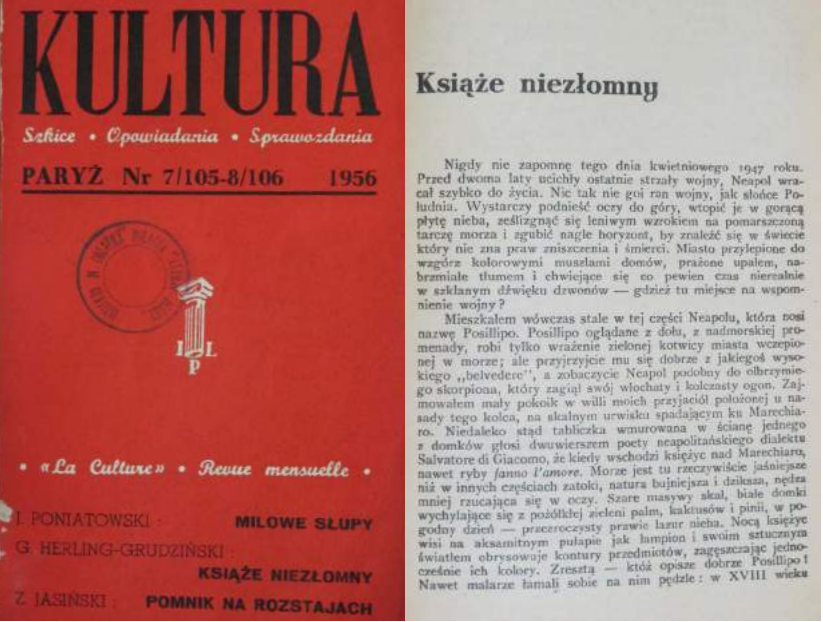 KULTURA
Szkice • Opowiadania • Sprawozdania
PARYŻ Nr 7/105-8/106 1956
I L
P
• «La Culture» • Revue mensuelle •
J. PONIATOWSKI :
MILOWE SŁUPY
G. HERLING-GRUDZIŃSKI :
KSIĄŻE NIEZŁOMNY
Z. JASIŃSKI : POMNIK NA ROZSTAJACH
Książe niezłomny
Nigdy nie zapomnę tego dnia kwietniowego 1947 roku.
Przed dwoma laty ucichły ostatnie strzały wojny, Neapol wra-
cał szybko do życia. Nic tak nie goi ran wojny, jak słońce Po-
łudnia. Wystarczy podnieść oczy do góry, wtopić je w gorącą
płytę nieba, ześlizgnąć się leniwym wzrokiem na pomarszczoną
tarczę morza i zgubić nagle horyzont, by znaleźć się w świecie
który nie zna praw zniszczenia i śmierci. Miasto przylepione do
wzgórz kolorowymi muszlami domów, prażone upałem, na-
brzmiałe tłumem i chwiejące się co pewien czas nierealnie
w szklanym dźwięku dzwonów — gdzież tu miejsce na wspom-
nienie wojny ?
Mieszkałem wówczas stale w tej części Neapolu, która nosi
nazwę Posillipo. Posillipo oglądane z dołu, z nadmorskiej pro-
menady, robi tylko wrażenie zielonej kotwicy miasta wczepio-
nej w morze; ale przyjrzyjcie mu się dobrze z jakiegoś wyso-
kiego „belvedere”, a zobaczycie Neapol podobny do olbrzymie-
go skorpiona, który zagiął swój włochaty i kolczasty ogon. Zaj-
mowałem mały pokoik w willi moich przyjaciół położonej u na-
sady tego kolca, na skalnym urwisku spadającym ku Marechia-
ro. Niedaleko stąd tabliczka wmurowana w ścianę jednego
z domków głosi dwuwierszem poety neapolitańskiego dialektu
Salvatore di Giacomo, że kiedy wschodzi księżyc nad Marechiaro,
nawet ryby fanno l'amore. Morze jest tu rzeczywiście jaśniejsze
niż w innych częściach zatoki, natura bujniejsza i dziksza, nędza
mniej rzucająca się w oczy. Szare masywy skał, białe domki
wychylające się z pożółkłej zieleni palm, kaktusów i pinii, w po-
godny dzień — przezroczysty prawie lazur nieba. Nocą księżyc
wisi na aksamitnym pułapie jak lampion i swoim sztucznym
światłem obrysowuje kontury przedmiotów, zagęszczając jedno-
cześnie ich kolory. Zresztą — któż opisze dobrze Posillipo !
Nawet malarze łamali sobie na nim pędzle : w XVIII wieku